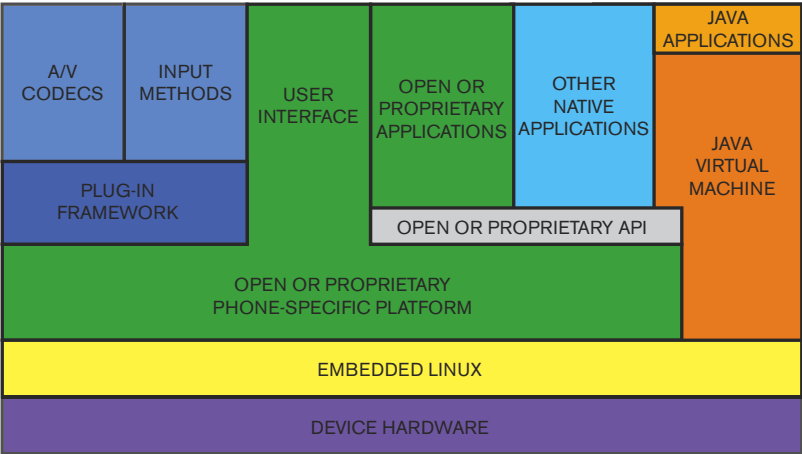 A/V
CODECS
INPUT
METHODS
USER
INTERFACE
OPEN OR
PROPRIETARY
APPLICATIONS
OTHER
NATIVE
APPLICATIONS
JAVA
APPLICATIONS
JAVA
VIRTUAL
MACHINE
PLUG-IN
FRAMEWORK
OPEN OR PROPRIETARY API
OPEN OR PROPRIETARY
PHONE-SPECIFIC PLATFORM
EMBEDDED LINUX
DEVICE HARDWARE